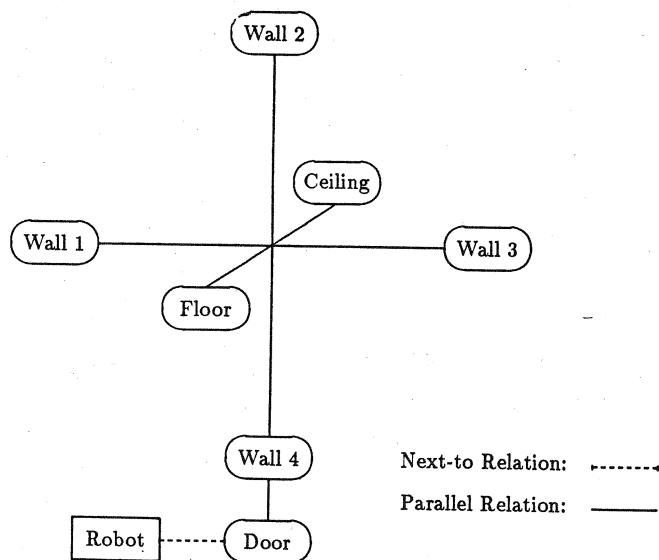 Wall 2
Ceiling
Wall 1
Wall 3
Floor
Wall 4
Next-to Relation:
Parallel Relation:
Robot
Door